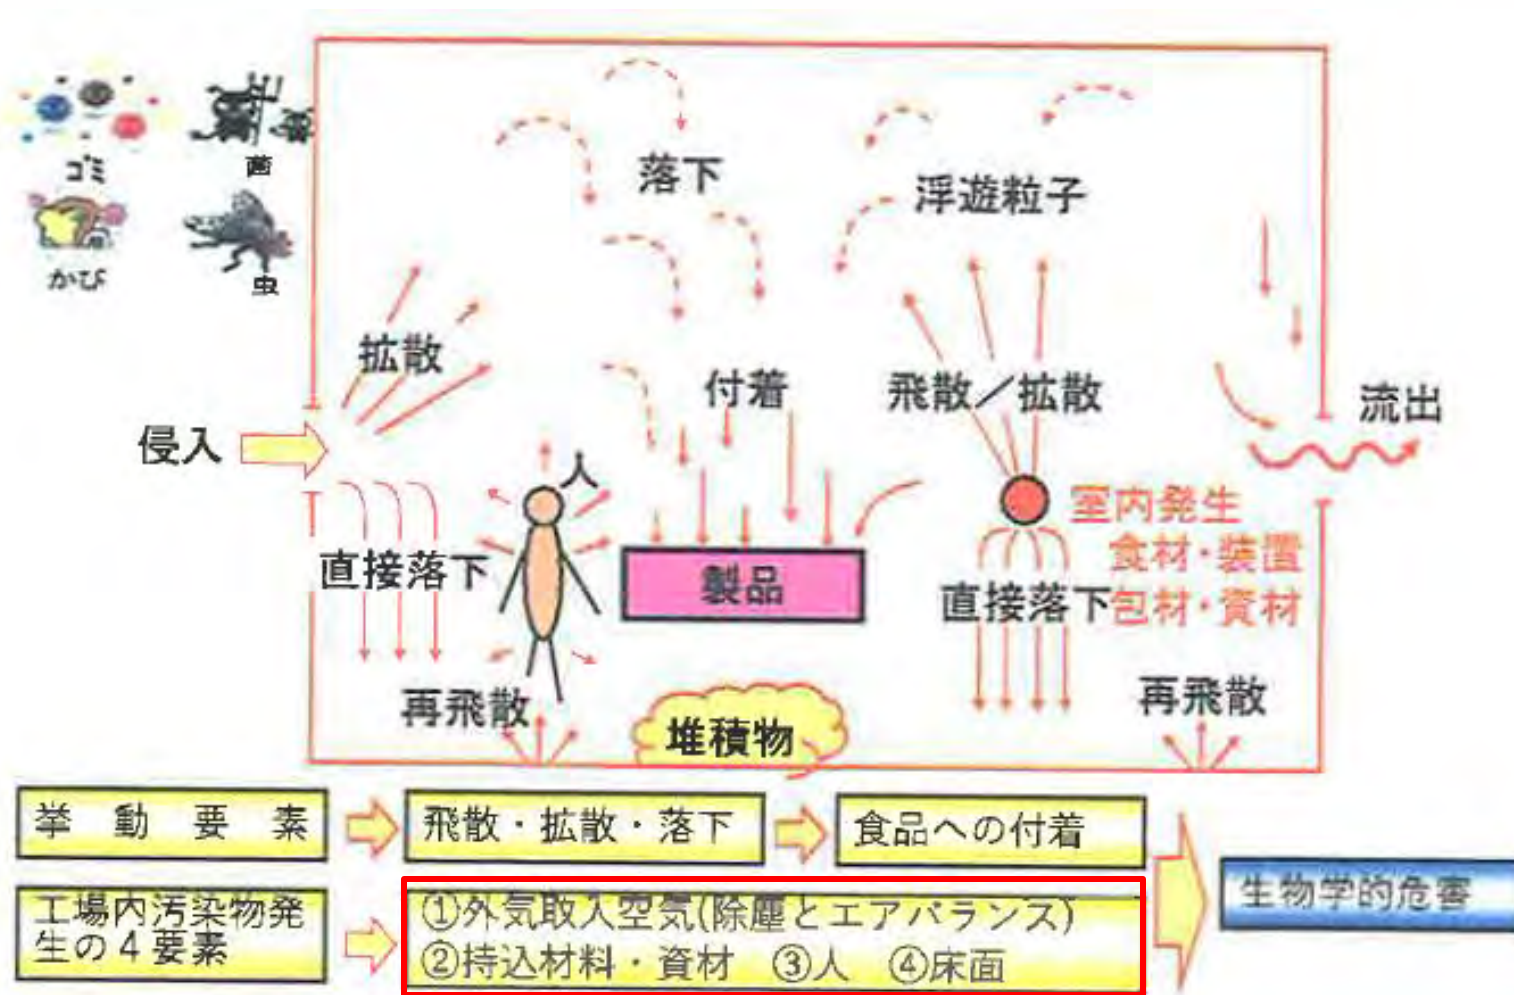 ゴミ
菌
かび
虫
落下
浮遊粒子
拡散
付着
飛散／拡散
流出
侵入
人
室内発生
食材・装置
包材・資材
直接落下
製品
直接落下
再飛散
堆積物
再飛散
挙動要素
飛散・拡散・落下
食品への付着
工場内汚染物発
生の4要素
①外気取入空気(除塵とエアバランス)
②持込材料・資材 ③人 ④床面
生物学的危害